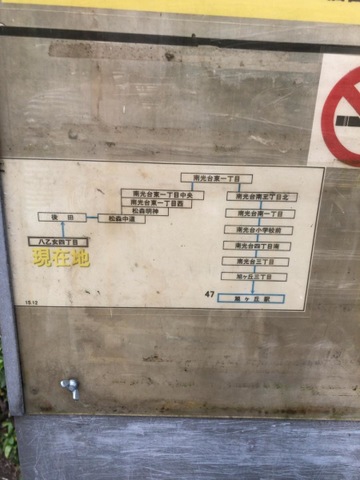 南光台東一丁目
南光台東一丁目中央
南光台東一丁目西
松森明神
松森中道
後田
八乙女四丁目
現在地
南光台南三丁目北
南光台南一丁目
南光台小学校前
南光台四丁目南
南光台三丁目
旭ヶ丘三丁目
47
旭ヶ丘駅
15.12